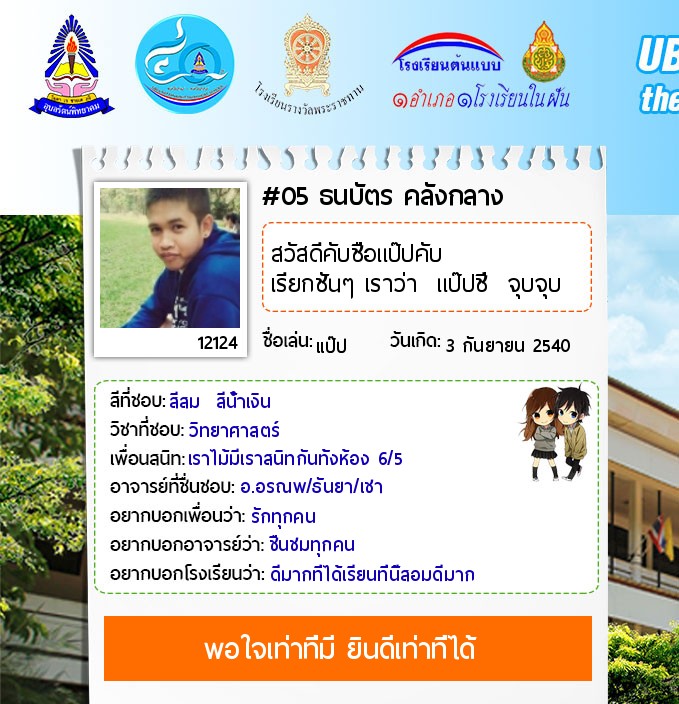 อุบลรัตน์พิทยาคม
โรงเรียนรางวัลพระราชทาน
โรงเรียนต้นแบบ
๑อำเภอ๑โรงเรียนในฝัน
UB
the
#05 ธนบัตร คลังกลาง
สวัสดีคับชื่อแป๊ปคับ
เรียกชั้นๆ เราว่า แป๊ปซี่ จุบจุบ
12124
ชื่อเล่น: แป๊ป วันเกิด: 3 กันยายน 2540
สีที่ชอบ: สีสม สีน้ำเงิน
วิชาที่ชอบ: วิทยาศาสตร์
เพื่อนสนิท: เราไม้มีเราสนิทกันทั้งห้อง 6/5
อาจารย์ที่ชื่นชอบ: อ.อรณพ/ธันยา/เชา
อยากบอกเพื่อนว่า: รักทุกคน
อยากบอกอาจารย์ว่า: ชื่นชมทุกคน
อยากบอกโรงเรียนว่า: ดีมากที่ได้เรียนที่นี้สอมดีมาก
พอใจเท่าที่มี ยินดีเท่าที่ได้